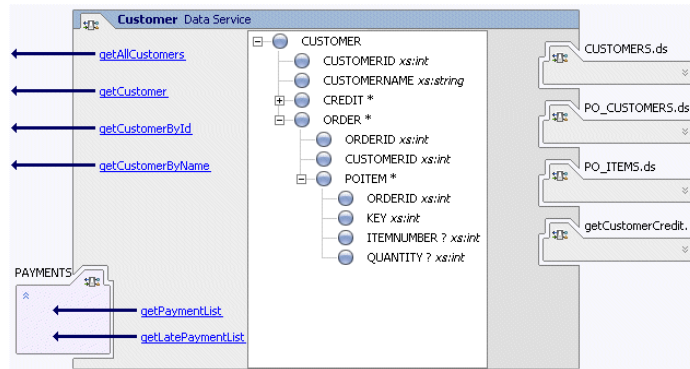 Customer Data Service
getAllCustomers
getCustomer
getCustomerById
getCustomerByName
CUSTOMER
CUSTOMERID xs:int
CUSTOMERNAME xs:string
CREDIT *
ORDER *
ORDERID xs:int
CUSTOMERID xs:int
POITEM *
ORDERID xs:int
KEY xs:int
ITEMNUMBER ? xs:int
QUANTITY ? xs:int
CUSTOMERS.ds
PO_CUSTOMERS.ds
PO_ITEMS.ds
getCustomerCredit.
PAYMENTS
getPaymentList
getLatePaymentList